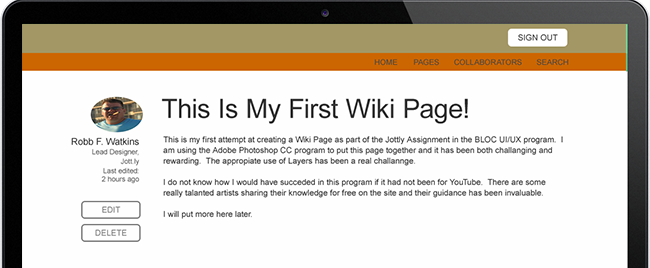 SIGN OUT
HOME PAGES COLLABORATORS SEARCH
This Is My First Wiki Page!
Robb F. Watkins
Lead Designer,
Jott.ly
Last edited:
2 hours ago
EDIT
DELETE
This is my first attempt at creating a Wiki Page as part of the Jottly Assignment in the BLOC UI/UX program. I
am using the Adobe Photoshop CC program to put this page together and it has been both challanging and
rewarding. The appropiate use of Layers has been a real challannge.
I do not know how I would have succeded in this program if it had not been for YouTube. There are some
really talanted artists sharing their knowledge for free on the site and their guidance has been invaluable.
I will put more here later.